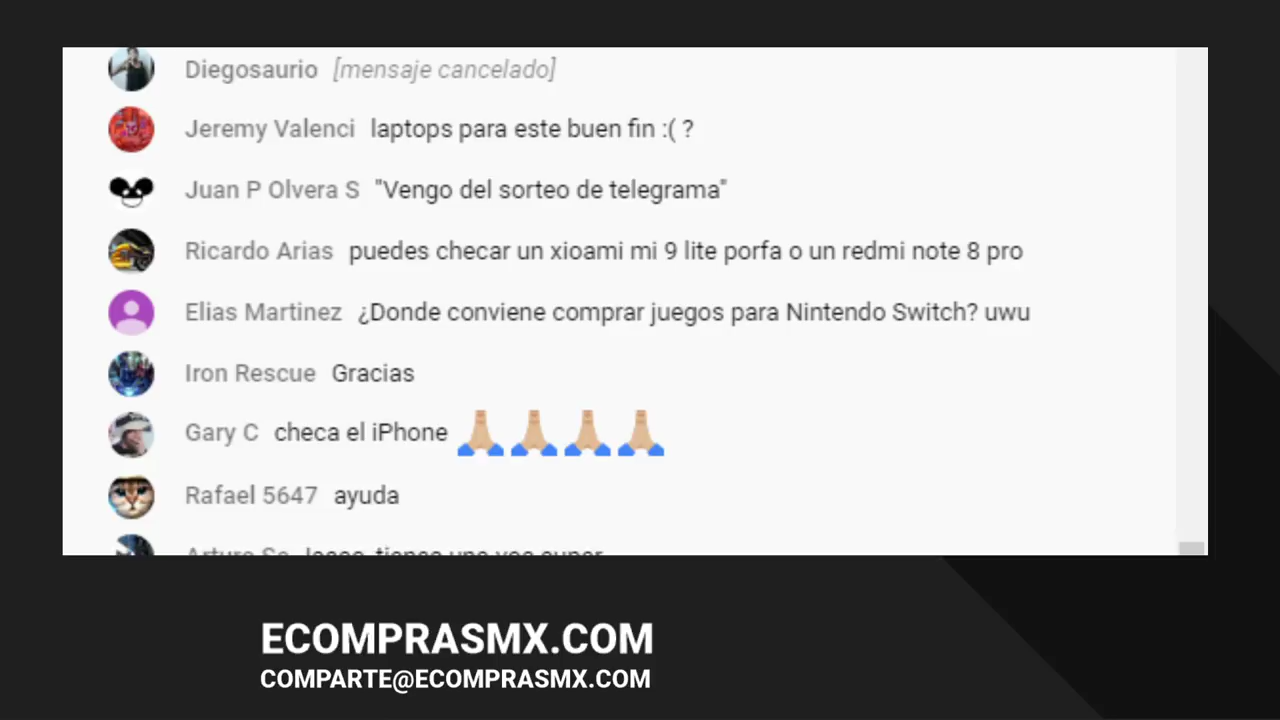 Diegosaurio [mensaje cancelado]
Jeremy Valenci laptops para este buen fin :( ?
Juan P Olvera S "Vengo del sorteo de telegrama"
Ricardo Arias puedes checar un xioami mi 9 lite porfa o un redmi note 8 pro
Elias Martinez ¿Donde conviene comprar juegos para Nintendo Switch? uwu
Iron Rescue Gracias
Gary C checa el iPhone 🙏🏼🙏🏼🙏🏼🙏🏼
Rafael 5647 ayuda
ECOMPRASMX.COM
COMPARTE@ECOMPRASMX.COM